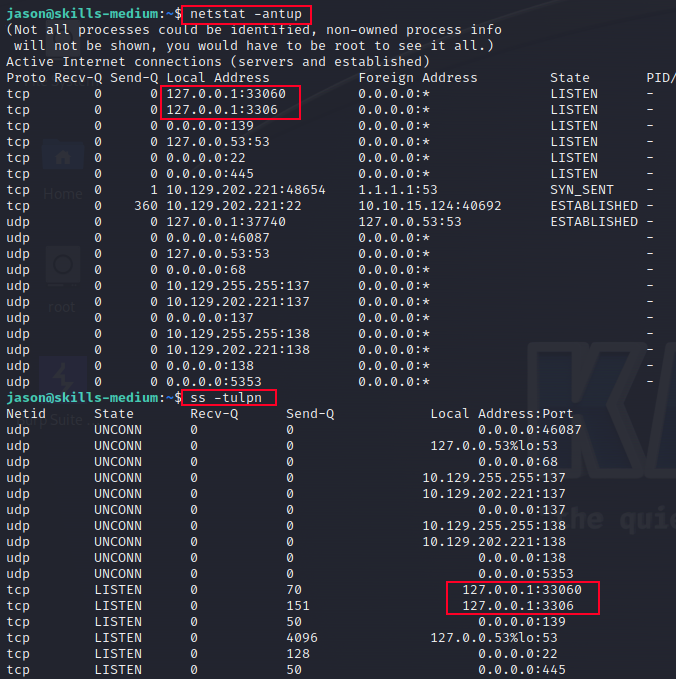 jason@skills-medium:~$ netstat -antup
(Not all processes could be identified, non-owned process info
 will not be shown, you would have to be root to see it all.)
Active Internet connections (servers and established)
Proto Recv-Q Send-Q Local Address           Foreign Address         State       PID/
tcp        0      0 127.0.0.1:33060         0.0.0.0:*               LISTEN      -
tcp        0      0 127.0.0.1:3306          0.0.0.0:*               LISTEN      -
tcp        0      0 0.0.0.0:139             0.0.0.0:*               LISTEN      -
tcp        0      0 127.0.0.53:53           0.0.0.0:*               LISTEN      -
tcp        0      0 0.0.0.0:22              0.0.0.0:*               LISTEN      -
tcp        0      0 0.0.0.0:445             0.0.0.0:*               LISTEN      -
tcp        0      1 10.129.202.221:48654    1.1.1.1:53              SYN_SENT    -
tcp        0    360 10.129.202.221:22       10.10.15.124:40692      ESTABLISHED -
udp        0      0 127.0.0.1:37740         127.0.0.53:53           ESTABLISHED -
udp        0      0 0.0.0.0:46087           0.0.0.0:*                           -
udp        0      0 127.0.0.53:53           0.0.0.0:*                           -
udp        0      0 0.0.0.0:68              0.0.0.0:*                           -
udp        0      0 10.129.255.255:137      0.0.0.0:*                           -
udp        0      0 10.129.202.221:137      0.0.0.0:*                           -
udp        0      0 0.0.0.0:137             0.0.0.0:*                           -
udp        0      0 10.129.255.255:138      0.0.0.0:*                           -
udp        0      0 10.129.202.221:138      0.0.0.0:*                           -
udp        0      0 0.0.0.0:138             0.0.0.0:*                           -
udp        0      0 0.0.0.0:5353            0.0.0.0:*                           -
jason@skills-medium:~$ ss -tulpn
Netid      State      Recv-Q      Send-Q            Local Address:Port
udp        UNCONN     0           0                       0.0.0.0:46087
udp        UNCONN     0           0                 127.0.0.53%lo:53
udp        UNCONN     0           0                       0.0.0.0:68
udp        UNCONN     0           0                10.129.255.255:137
udp        UNCONN     0           0                10.129.202.221:137
udp        UNCONN     0           0                       0.0.0.0:137
udp        UNCONN     0           0                10.129.255.255:138
udp        UNCONN     0           0                10.129.202.221:138
udp        UNCONN     0           0                       0.0.0.0:138
udp        UNCONN     0           0                       0.0.0.0:5353
tcp        LISTEN     0           70                    127.0.0.1:33060
tcp        LISTEN     0           151                   127.0.0.1:3306
tcp        LISTEN     0           50                      0.0.0.0:139
tcp        LISTEN     0           4096              127.0.0.53%lo:53
tcp        LISTEN     0           128                     0.0.0.0:22
tcp        LISTEN     0           50                      0.0.0.0:445
Home
root
Suite
he quie